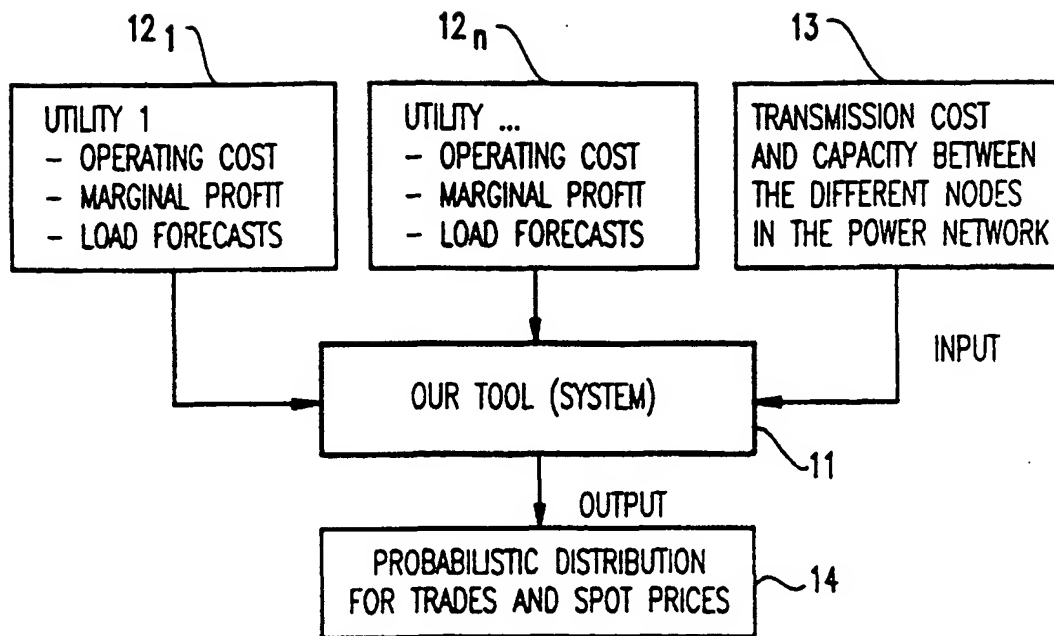 12 1
12 n
13
UTILITY 1
- OPERATING COST
- MARGINAL PROFIT
- LOAD FORECASTS
UTILITY ...
- OPERATING COST
- MARGINAL PROFIT
- LOAD FORECASTS
TRANSMISSION COST
AND CAPACITY BETWEEN
THE DIFFERENT NODES
IN THE POWER NETWORK
INPUT
OUR TOOL (SYSTEM)
11
OUTPUT
PROBABILISTIC DISTRIBUTION
FOR TRADES AND SPOT PRICES
14